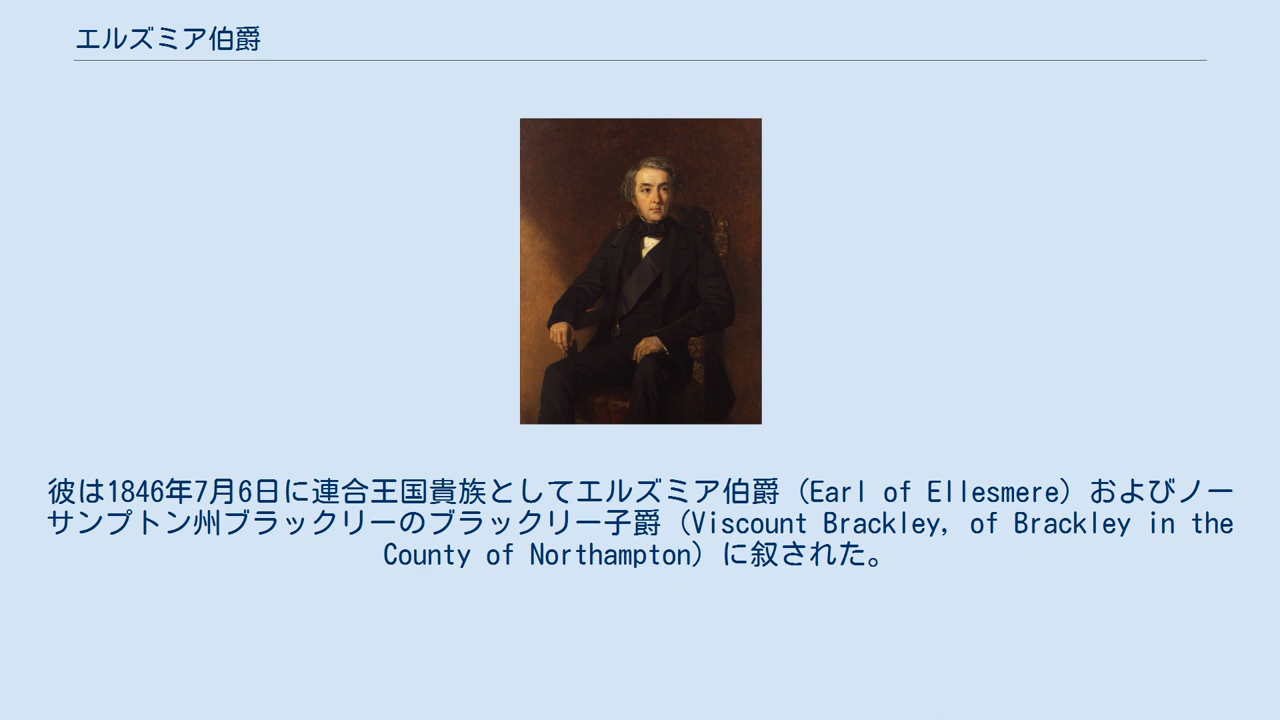 エルズミア伯爵
彼は1846年7月6日に連合王国貴族としてエルズミア伯爵（Earl of Ellesmere）およびノー
サンプトン州ブラックリーのブラックリー子爵（Viscount Brackley, of Brackley in the
County of Northampton）に叙された。